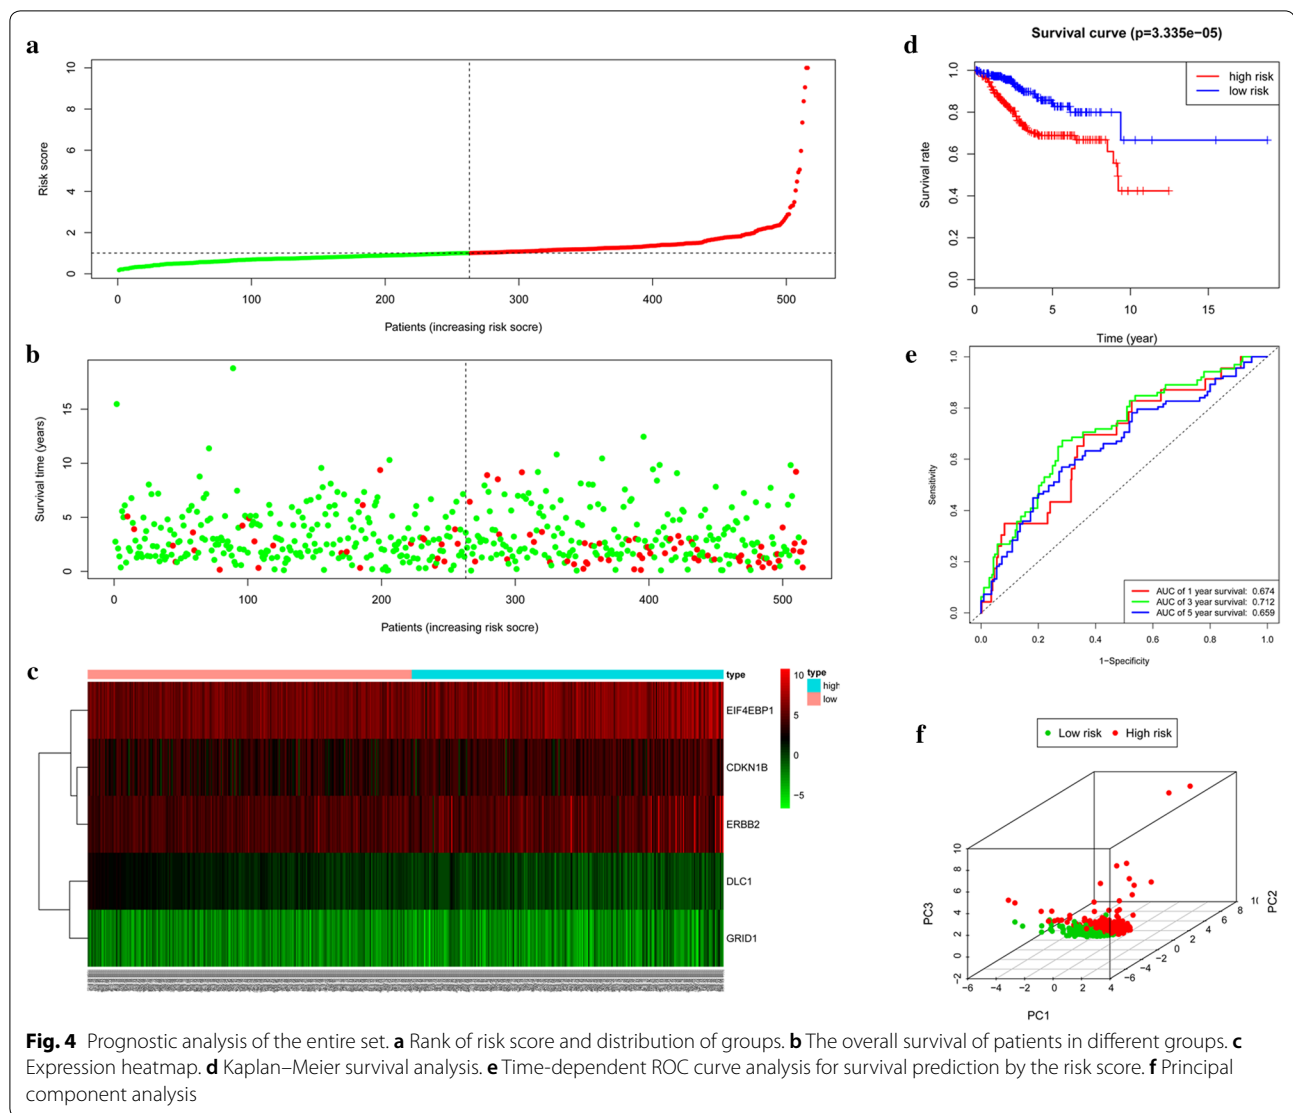 a
10
8
6
4
2
0
Risk score
0
100
200
300
400
500
Patients (increasing risk socre)
b
15
10
5
0
Survival time (years)
0
100
200
300
400
500
Patients (increasing risk socre)
c
type
EIF4EBP1
CDKN1B
ERBB2
DLC1
GRID1
10
5
0
−5
type
high
low
d
Survival curve (p=3.335e−05)
high risk
low risk
1.0
0.8
0.6
0.4
0.2
0.0
Survival rate
0
5
10
15
Time (year)
e
1.0
0.8
0.6
0.4
0.2
0.0
Sensitivity
AUC of 1 year survival: 0.674
AUC of 3 year survival: 0.712
AUC of 5 year survival: 0.659
0.0
0.2
0.4
0.6
0.8
1.0
1−Specificity
f
Low risk
High risk
10
8
6
4
2
0
−2
PC3
−6
−4
−2
0
2
4
PC1
−6
−4
−2
0
2
4
6
8
PC2
Fig. 4 Prognostic analysis of the entire set. a Rank of risk score and distribution of groups. b The overall survival of patients in different groups. c
Expression heatmap. d Kaplan–Meier survival analysis. e Time-dependent ROC curve analysis for survival prediction by the risk score. f Principal
component analysis